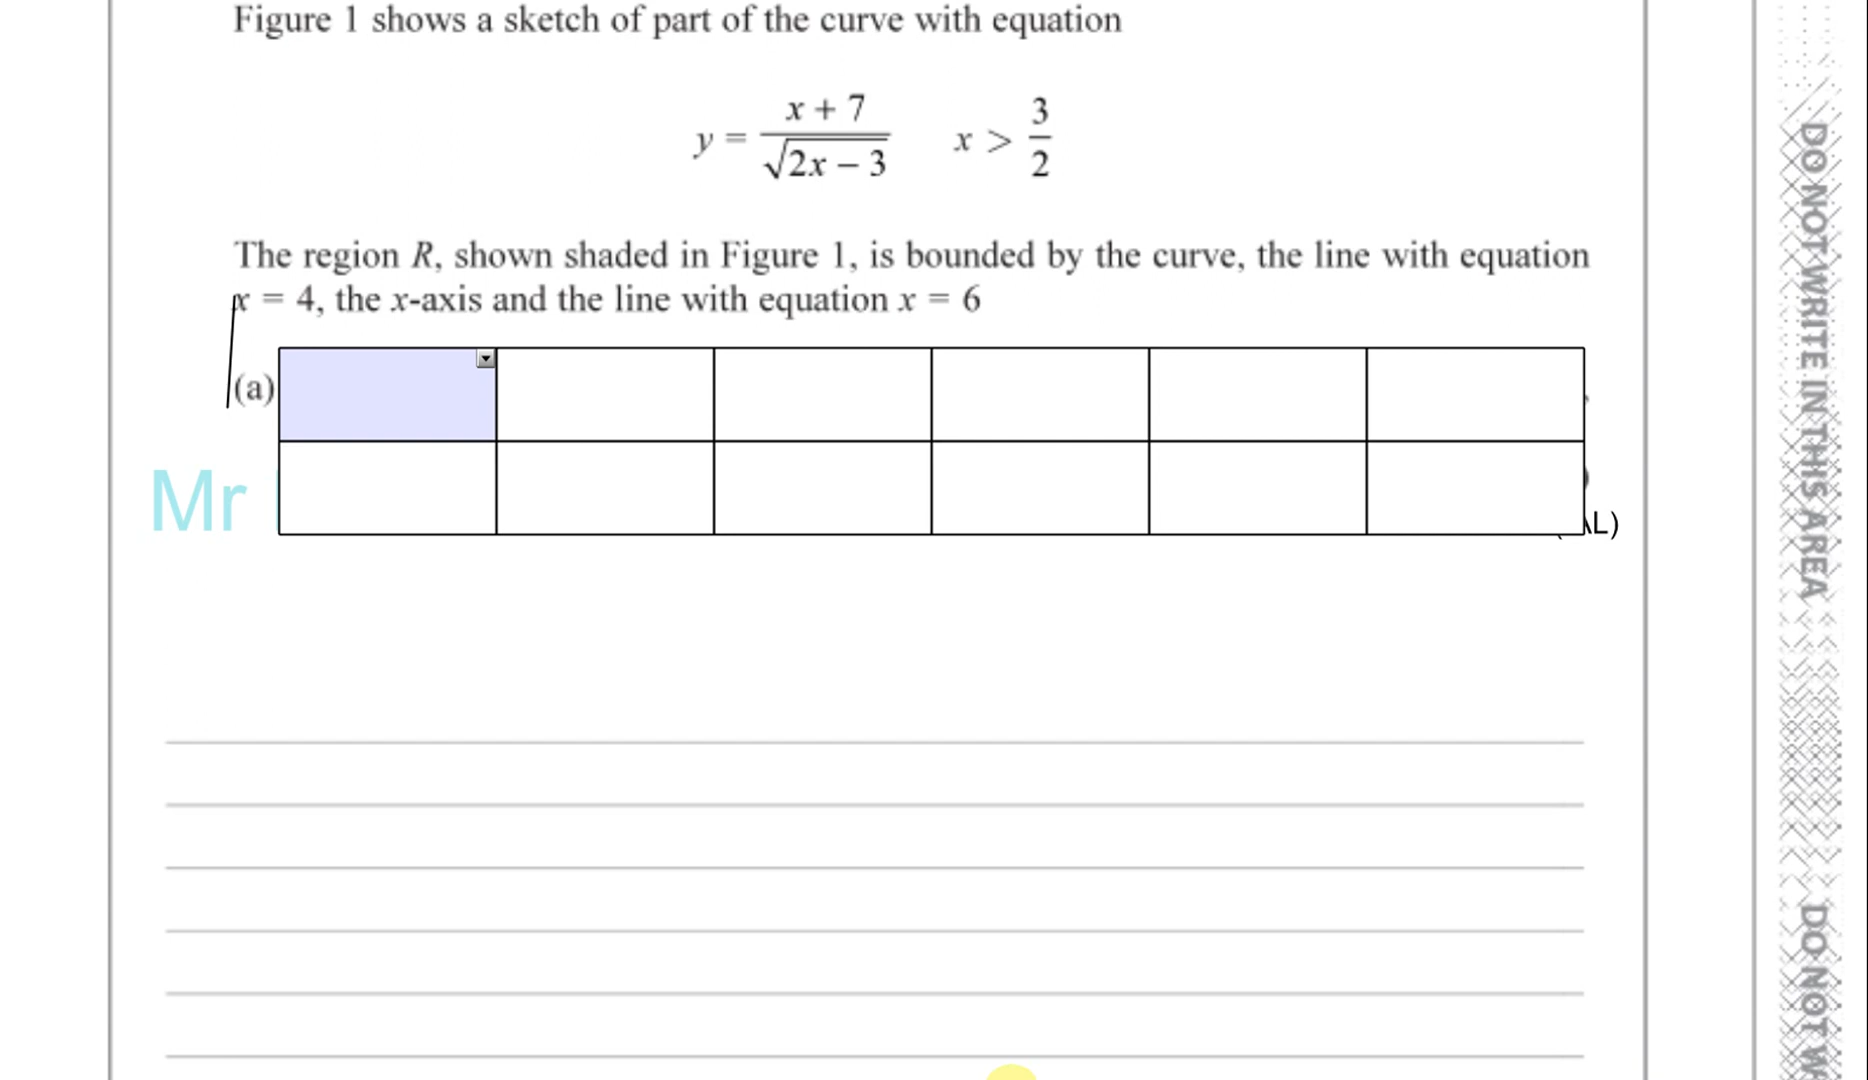 Figure 1 shows a sketch of part of the curve with equation
y = (x + 7)/√(2x − 3)    x > 3/2
The region R, shown shaded in Figure 1, is bounded by the curve, the line with equation
x = 4, the x-axis and the line with equation x = 6
(a)
Mr
L)
DO NOT WRITE IN THIS AREA
DO NOT W